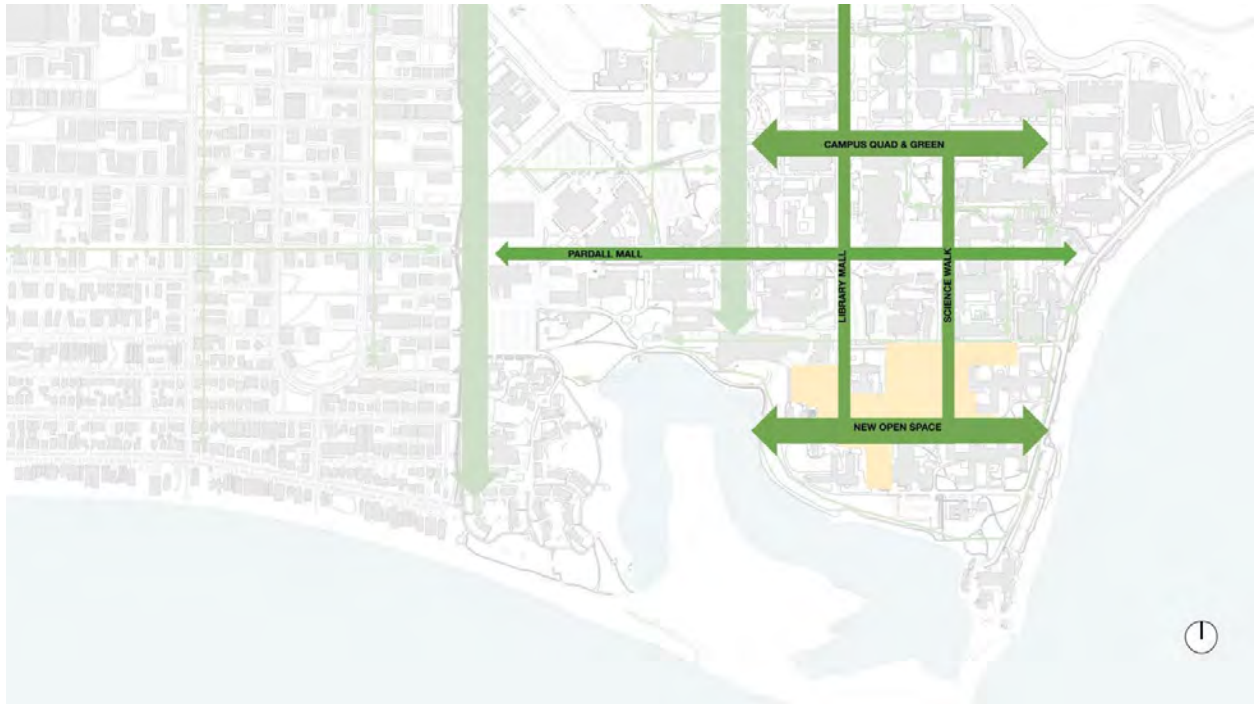 CAMPUS QUAD & GREEN
PARDALL MALL
LIBRARY MALL
SCIENCE WALK
NEW OPEN SPACE